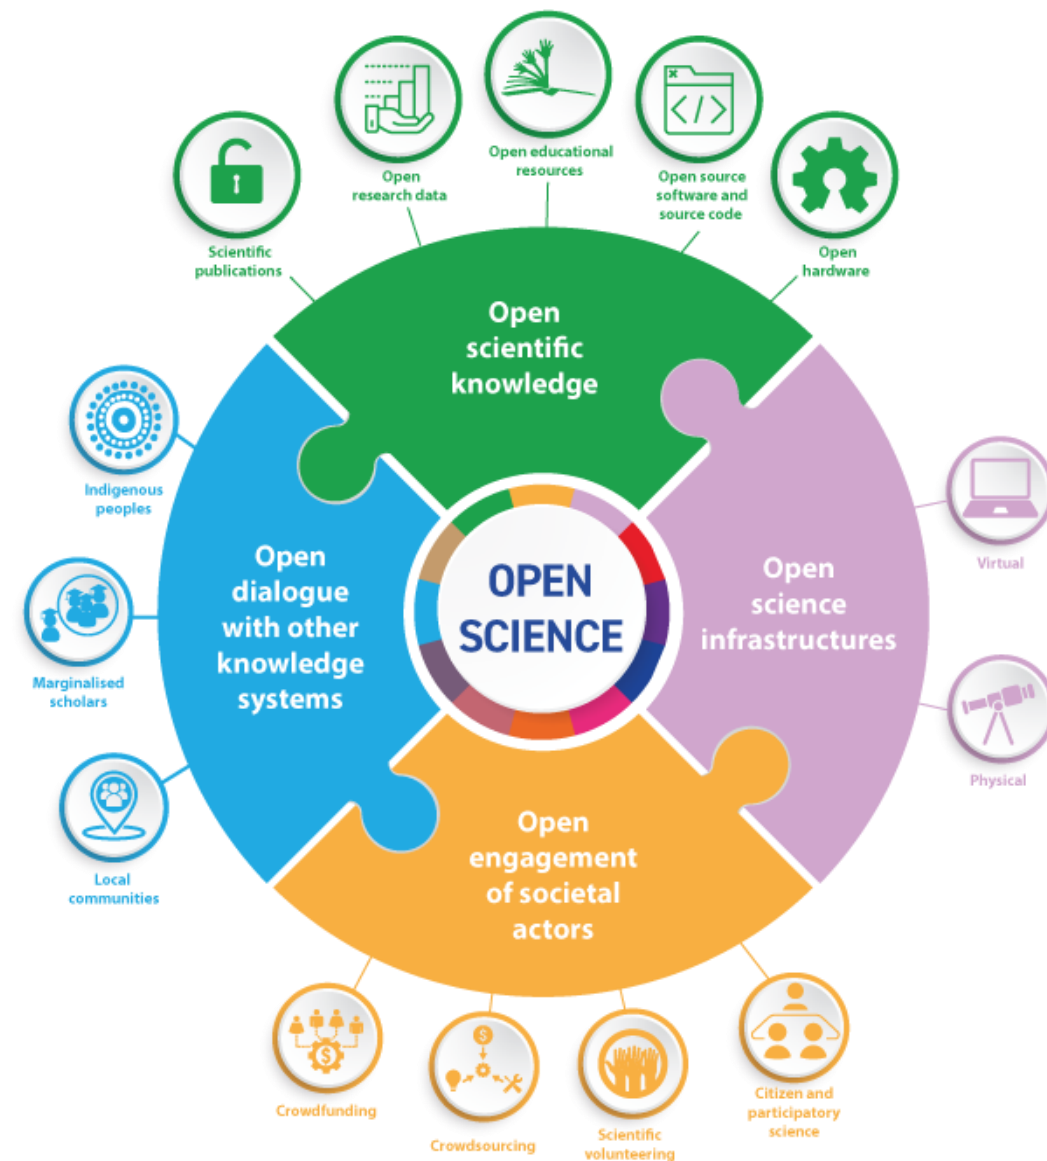 Open educational
resources
Open
research data
Open source
software and
source code
Scientific
publications
Open
hardware
Open
scientific
knowledge
Indigenous
peoples
Marginalised
scholars
Local
communities
Open
dialogue
with other
knowledge
systems
OPEN
SCIENCE
Open
science
infrastructures
Virtual
Physical
Open
engagement
of societal
actors
Crowdfunding
Crowdsourcing
Scientific
volunteering
Citizen and
participatory
science